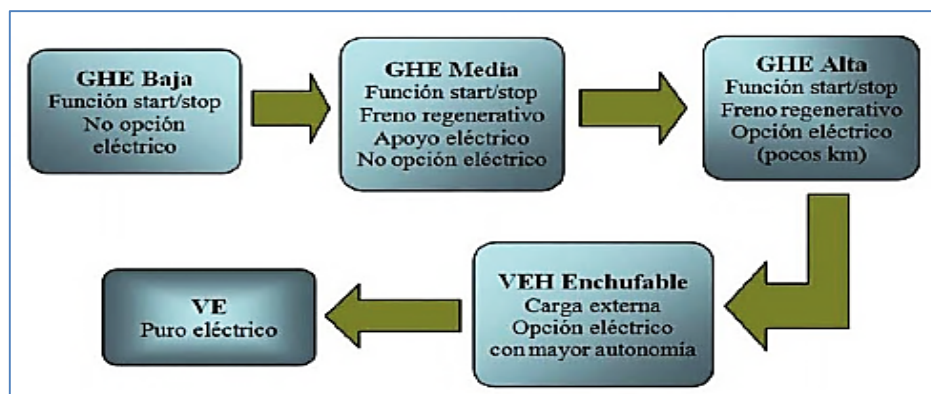 GHE Baja
Función start/stop
No opción
eléctrico
GHE Media
Función start/stop
Freno regenerativo
Apoyo eléctrico
No opción eléctrico
GHE Alta
Función start/stop
Freno regenerativo
Opción eléctrico
(pocos km)
VEH Enchufable
Carga externa
Opción eléctrico
con mayor autonomía
VE
Puro eléctrico